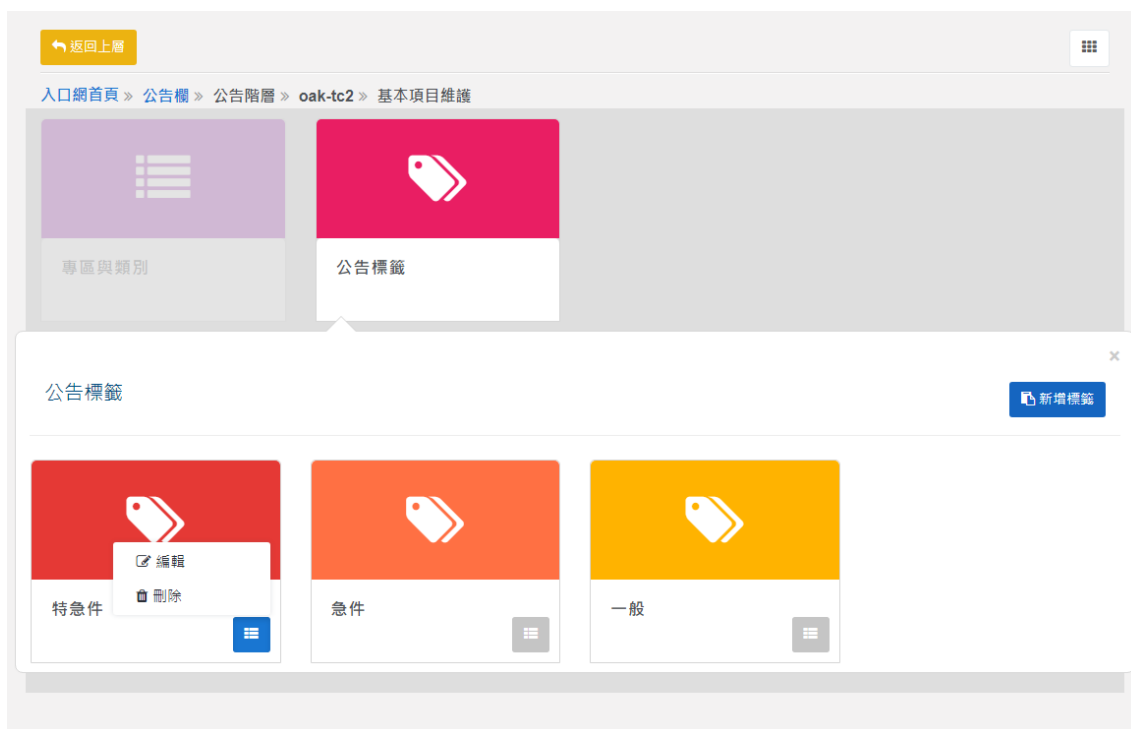 返回上層
入口網首頁 » 公告欄 » 公告階層 » oak-tc2 » 基本項目維護
專區與類別
公告標籤
×
公告標籤
新增標籤
編輯
刪除
特急件
急件
一般